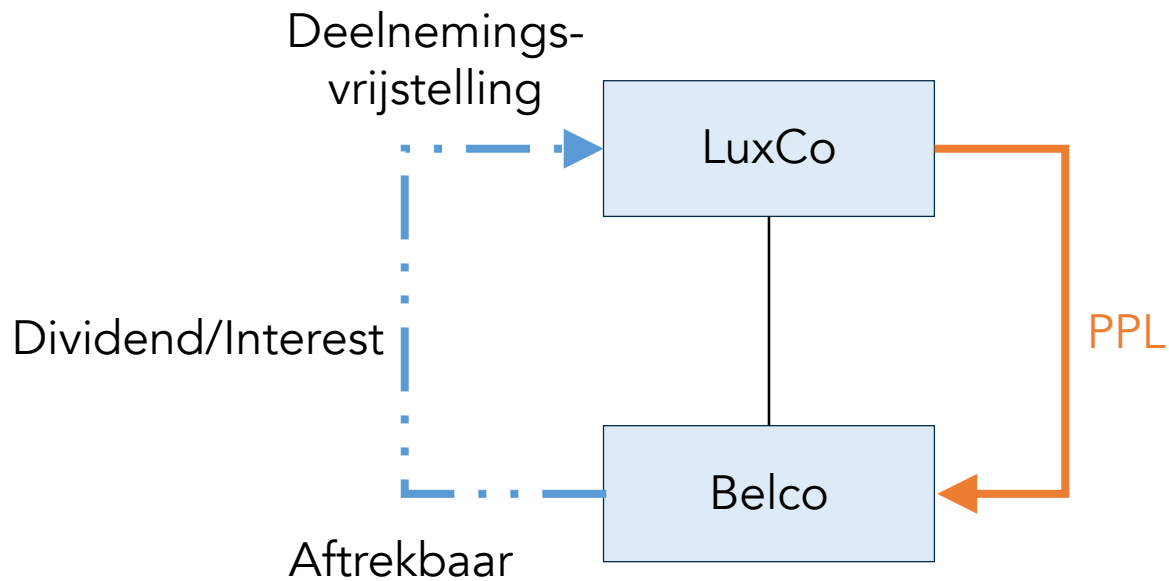 Deelnemings-
vrijstelling
LuxCo
Dividend/Interest
PPL
Belco
Aftrekbaar